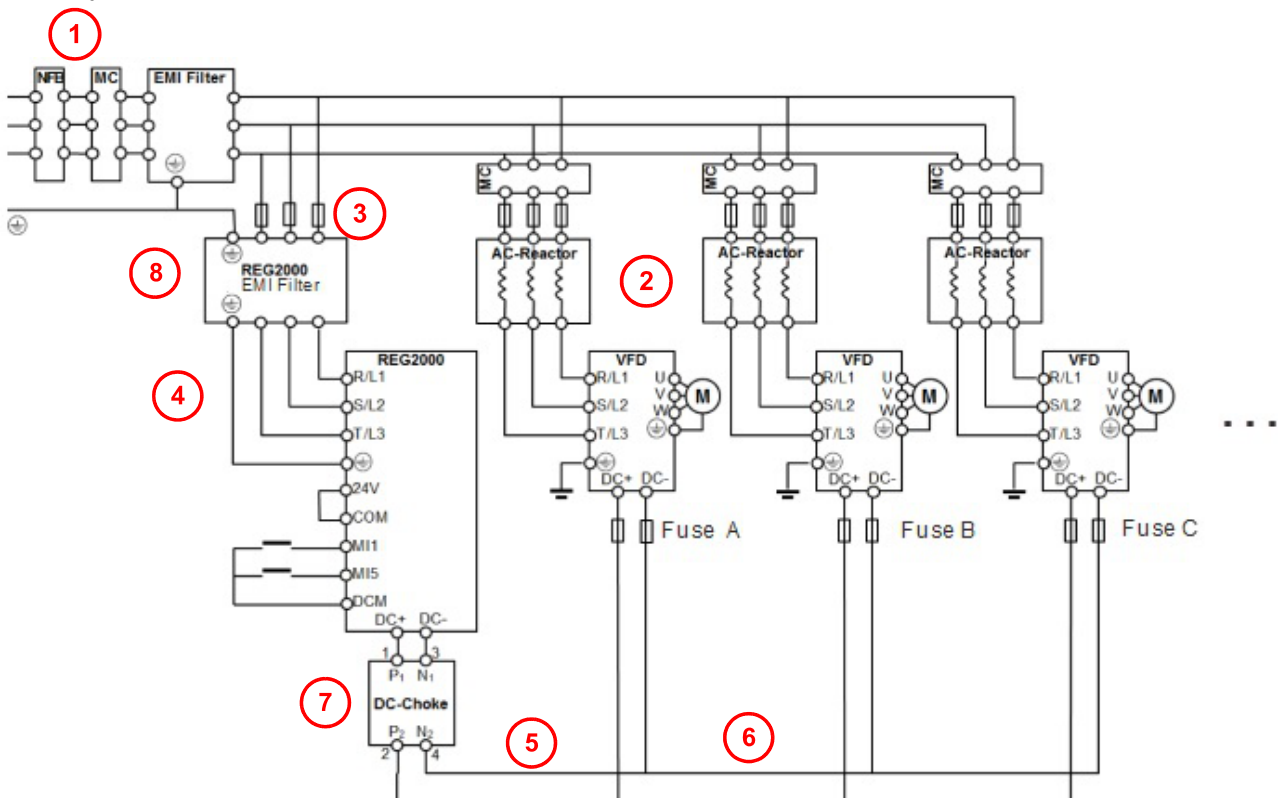 1
NFB MC EMI Filter
MC MC MC
3
8
REG2000
EMI Filter
AC-Reactor
2
AC-Reactor
AC-Reactor
4
REG2000
R/L1
S/L2
T/L3
24V
COM
MI1
MI5
DCM
DC+ DC-
VFD
R/L1 U
V
S/L2 W
T/L3
DC+ DC-
M
VFD
R/L1 U
V
S/L2 W
T/L3
DC+ DC-
M
VFD
R/L1 U
V
S/L2 W
T/L3
DC+ DC-
M
...
Fuse A
Fuse B
Fuse C
1 3
P1 N1
7
DC-Choke
P2 N2
2 4
5
6